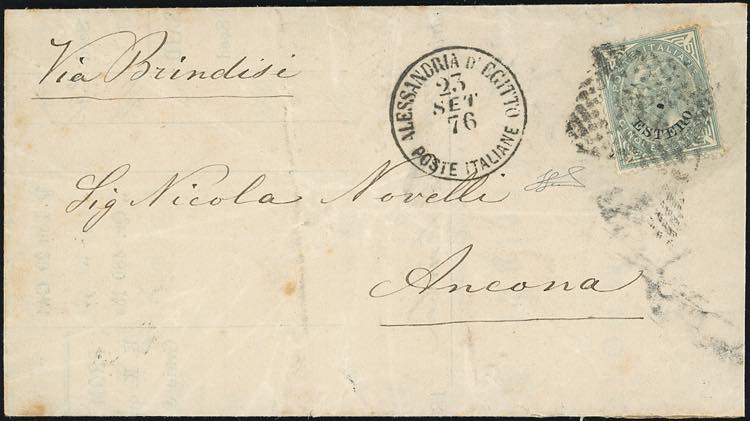 Via Brindisi
ALESSANDRIA D'EGITTO
23
SET
76
POSTE ITALIANE
ESTERO
Sig Nicola Novelli
Ancona